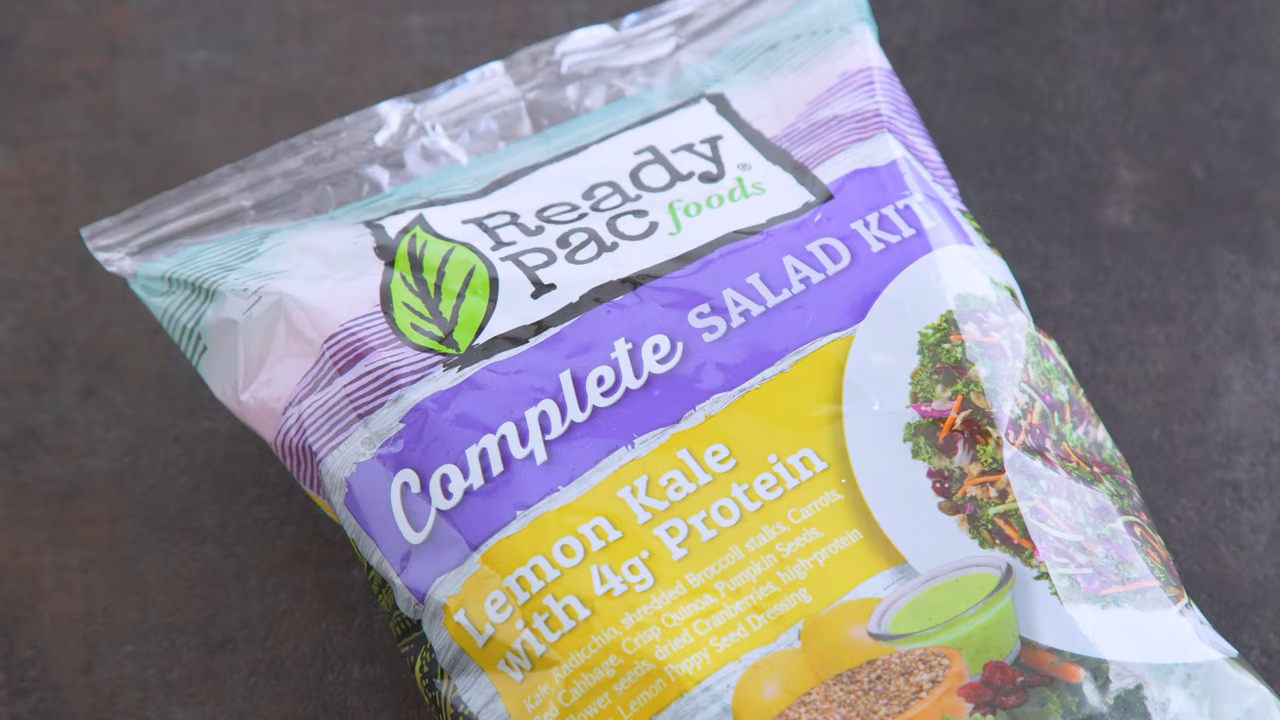 Ready
pac foods
®
Complete SALAD KIT
Lemon Kale
with 4g* Protein
Kale, Radicchio, shredded Broccoli stalks, Carrots,
Cabbage, Crisp Quinoa, Pumpkin Seeds,
seeds, dried Cranberries, high-protein
Lemon Poppy Seed Dressing